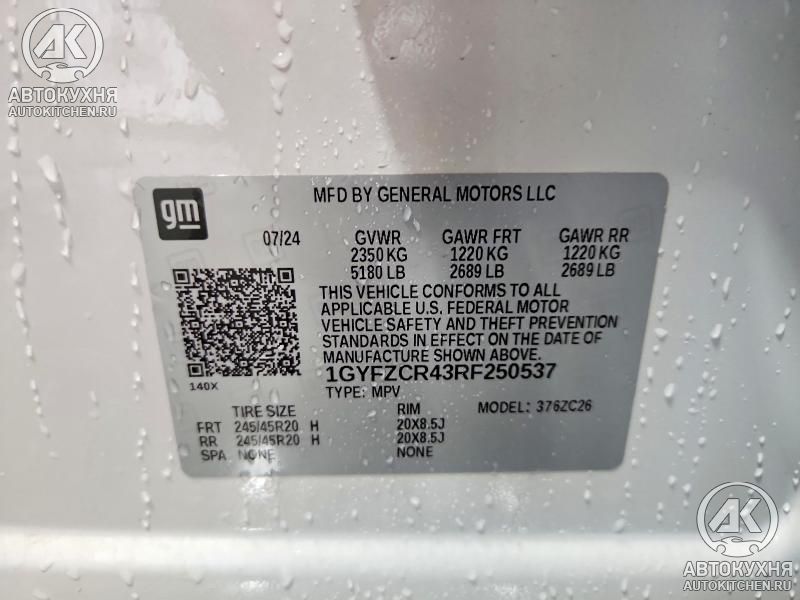 AK
АВТОКУХНЯ
AUTOKITCHEN.RU
gm
MFD BY GENERAL MOTORS LLC
07/24 GVWR GAWR FRT GAWR RR
2350 KG 1220 KG 1220 KG
5180 LB 2689 LB 2689 LB
THIS VEHICLE CONFORMS TO ALL
APPLICABLE U.S. FEDERAL MOTOR
VEHICLE SAFETY AND THEFT PREVENTION
STANDARDS IN EFFECT ON THE DATE OF
MANUFACTURE SHOWN ABOVE.
140X
1GYFZCR43RF250537
TYPE: MPV
MODEL: 376ZC26
TIRE SIZE RIM
FRT 245/45R20 H 20X8.5J
RR 245/45R20 H 20X8.5J
SPA NONE NONE
AK
АВТОКУХНЯ
AUTOKITCHEN.RU